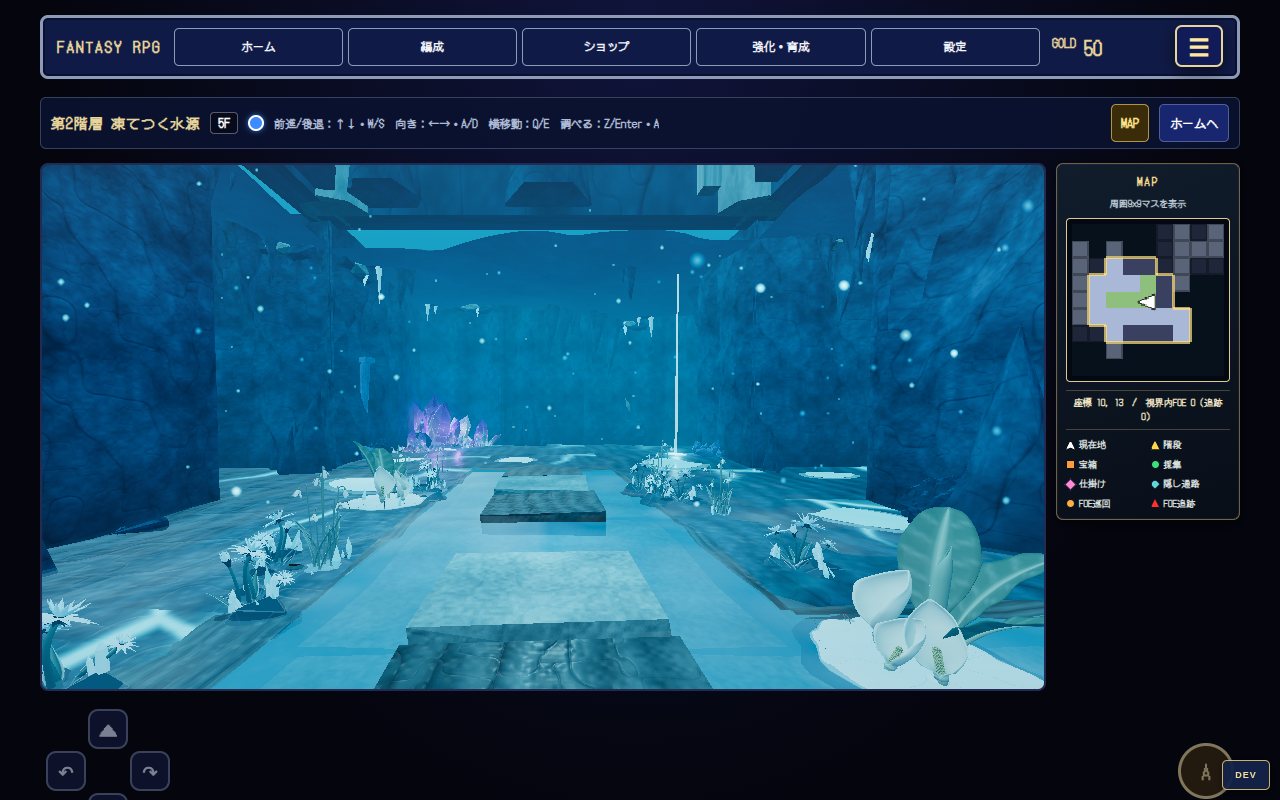 FANTASY RPG
ホーム
編成
ショップ
強化・育成
設定
GOLD 50
第2階層 凍てつく水源
5F
前進/後退：↑↓・W/S 向き：←→・A/D 横移動：Q/E 調べる：Z/Enter・A
MAP
ホームへ
MAP
周囲9x9マスを表示
座標 10, 13 / 視界内FOE 0（追跡
0）
現在地
階段
宝箱
採集
仕掛け
隠し通路
FOE巡回
FOE追跡
A
DEV